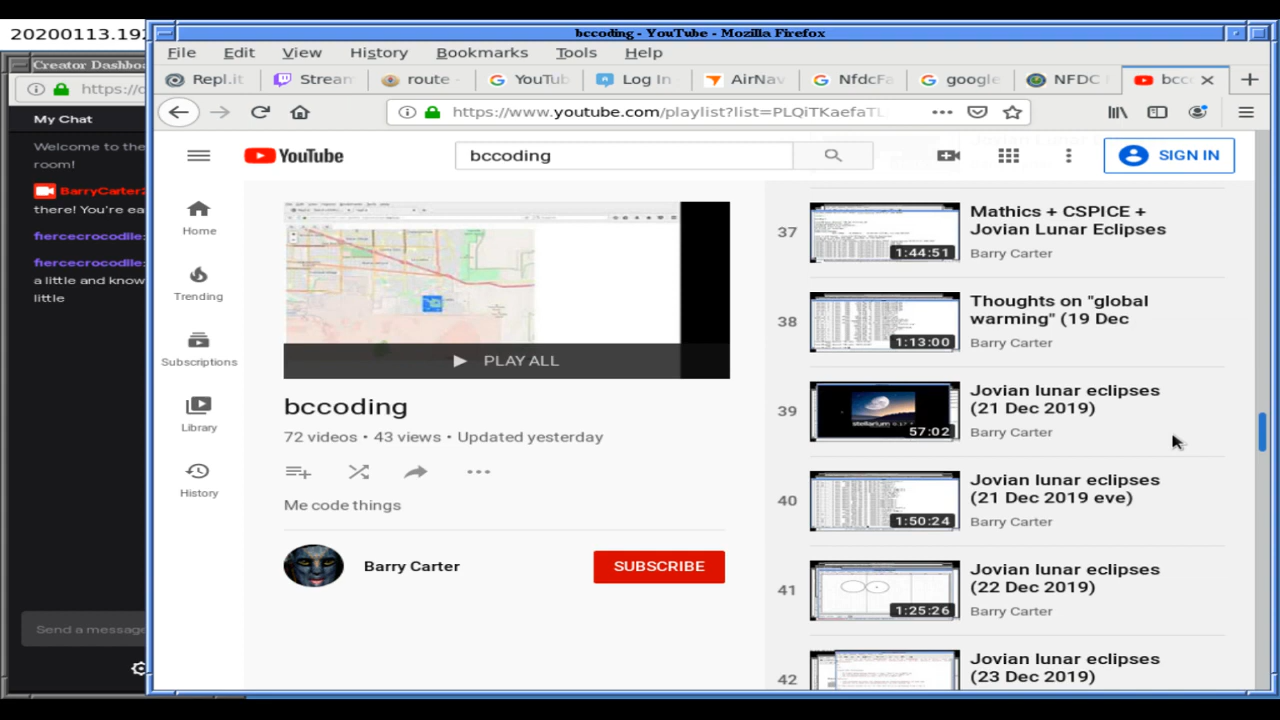 20200113.192
bccoding - YouTube - Mozilla Firefox
File Edit View History Bookmarks Tools Help
Creator Dashbo
Repl.it
Stream
route -
YouTub
Log In
AirNav
NfdcFa
google
NFDC
bcc
https://c
https://www.youtube.com/playlist?list=PLQiTKaefaTL
My Chat
Welcome to the
room!
BarryCarter2
there! You're ea
fiercecrocodile:
fiercecrocodile:
a little and know
little
Send a message
YouTube
bccoding
SIGN IN
Home
Trending
Subscriptions
Library
History
PLAY ALL
bccoding
72 videos • 43 views • Updated yesterday
Me code things
Barry Carter
SUBSCRIBE
37
1:44:51
Mathics + CSPICE +
Jovian Lunar Eclipses
Barry Carter
38
1:13:00
Thoughts on "global
warming" (19 Dec
Barry Carter
39
stellarium
57:02
Jovian lunar eclipses
(21 Dec 2019)
Barry Carter
40
1:50:24
Jovian lunar eclipses
(21 Dec 2019 eve)
Barry Carter
41
1:25:26
Jovian lunar eclipses
(22 Dec 2019)
Barry Carter
42
Jovian lunar eclipses
(23 Dec 2019)